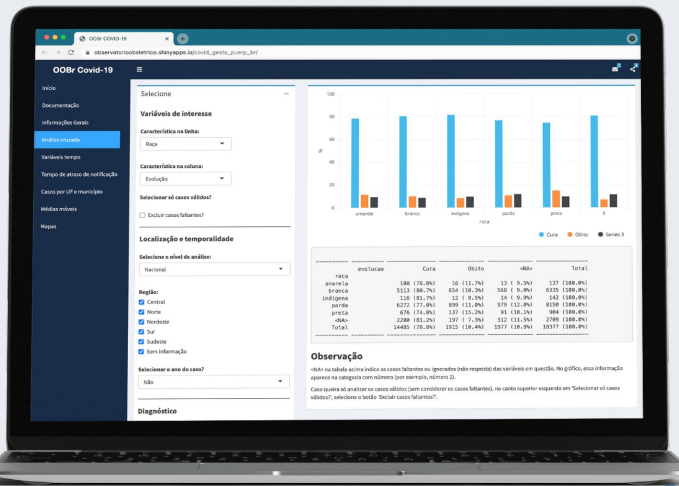 OOBr COVID-19
observatorioobstetrico.shinyapps.io/covid_gesta_puerp_br/
OOBr Covid-19
Início
Documentação
Informações Gerais
Análise cruzada
Variáveis tempo
Tempo de atraso de notificação
Casos por UF e município
Médias móveis
Mapas
Selecione
Variáveis de interesse
Característica na linha:
Raça
Característica na coluna:
Evolução
Selecionar só casos válidos?
Excluir casos faltantes?
Localização e temporalidade
Selecione o nível de análise:
Nacional
Região:
Central
Norte
Nordeste
Sul
Sudeste
Sem informação
Selecionar o ano do caso?
Não
Diagnóstico
100
80
60
40
20
0
%
amarela branca indigena parda preta 6
raca
Cura Obito Series 3
evolucao Cura Obito <NA> Total
raca
amarela 108 (78.8%) 16 (11.7%) 13 ( 9.5%) 137 (100.0%)
branca 5113 (80.7%) 654 (10.3%) 568 ( 9.0%) 6335 (100.0%)
indigena 116 (81.7%) 12 ( 8.5%) 14 ( 9.9%) 142 (100.0%)
parda 6272 (77.0%) 899 (11.0%) 979 (12.0%) 8150 (100.0%)
preta 676 (74.8%) 137 (15.2%) 91 (10.1%) 904 (100.0%)
<NA> 2200 (81.2%) 197 ( 7.3%) 312 (11.5%) 2709 (100.0%)
Total 14485 (78.8%) 1915 (10.4%) 1977 (10.8%) 18377 (100.0%)
Observação
<NA> na tabela acima indica os casos faltantes ou ignorados (não resposta) das variáveis em questão. No gráfico, essa informação
aparece na categoria com número (por exemplo, número 2).
Caso queira só analisar os casos válidos (sem considerar os casos faltantes), no canto superior esquerdo em 'Selecionar só casos
válidos?', selecione o botão 'Excluir casos faltantes?'.